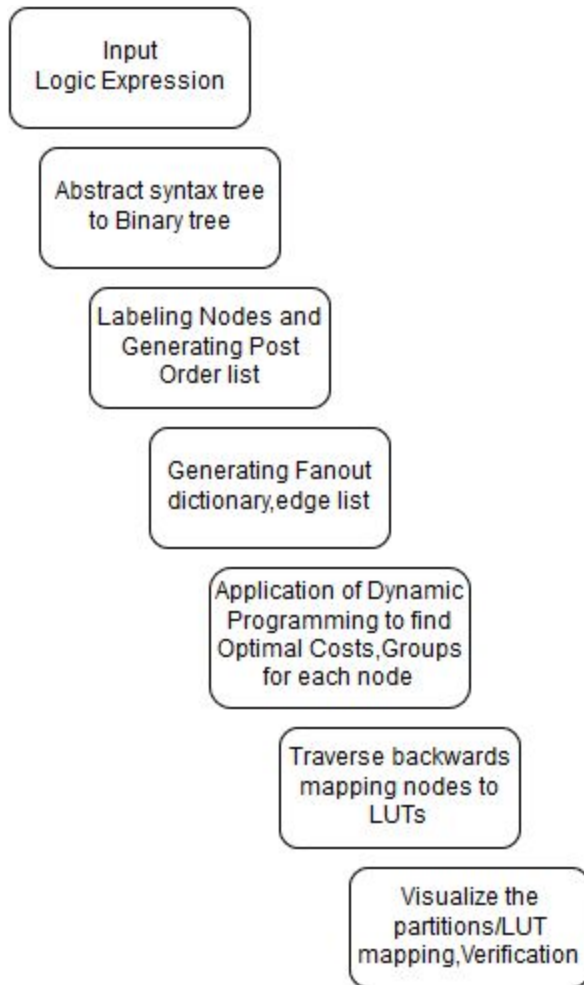 Input
Logic Expression
Abstract syntax tree
to Binary tree
Labeling Nodes and
Generating Post
Order list
Generating Fanout
dictionary,edge list
Application of Dynamic
Programming to find
Optimal Costs,Groups
for each node
Traverse backwards
mapping nodes to
LUTs
Visualize the
partitions/LUT
mapping,Verification